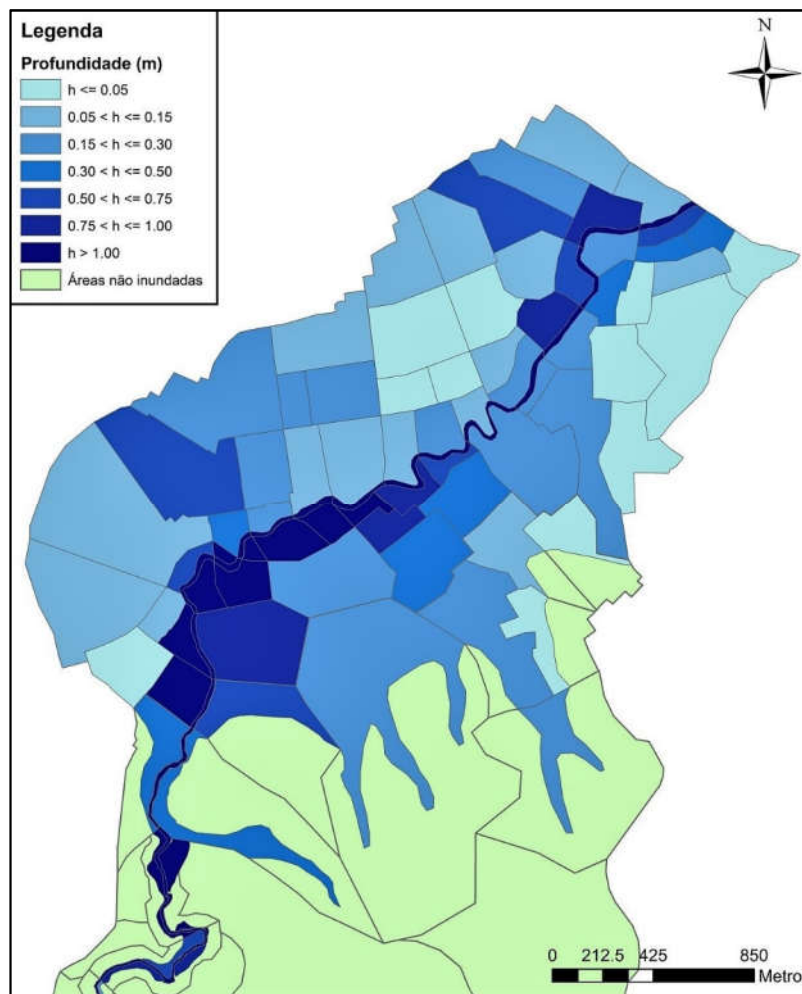 Legenda
Profundidade (m)
h <= 0.05
0.05 < h <= 0.15
0.15 < h <= 0.30
0.30 < h <= 0.50
0.50 < h <= 0.75
0.75 < h <= 1.00
h > 1.00
Áreas não inundadas
N
0 212.5 425 850
Metro